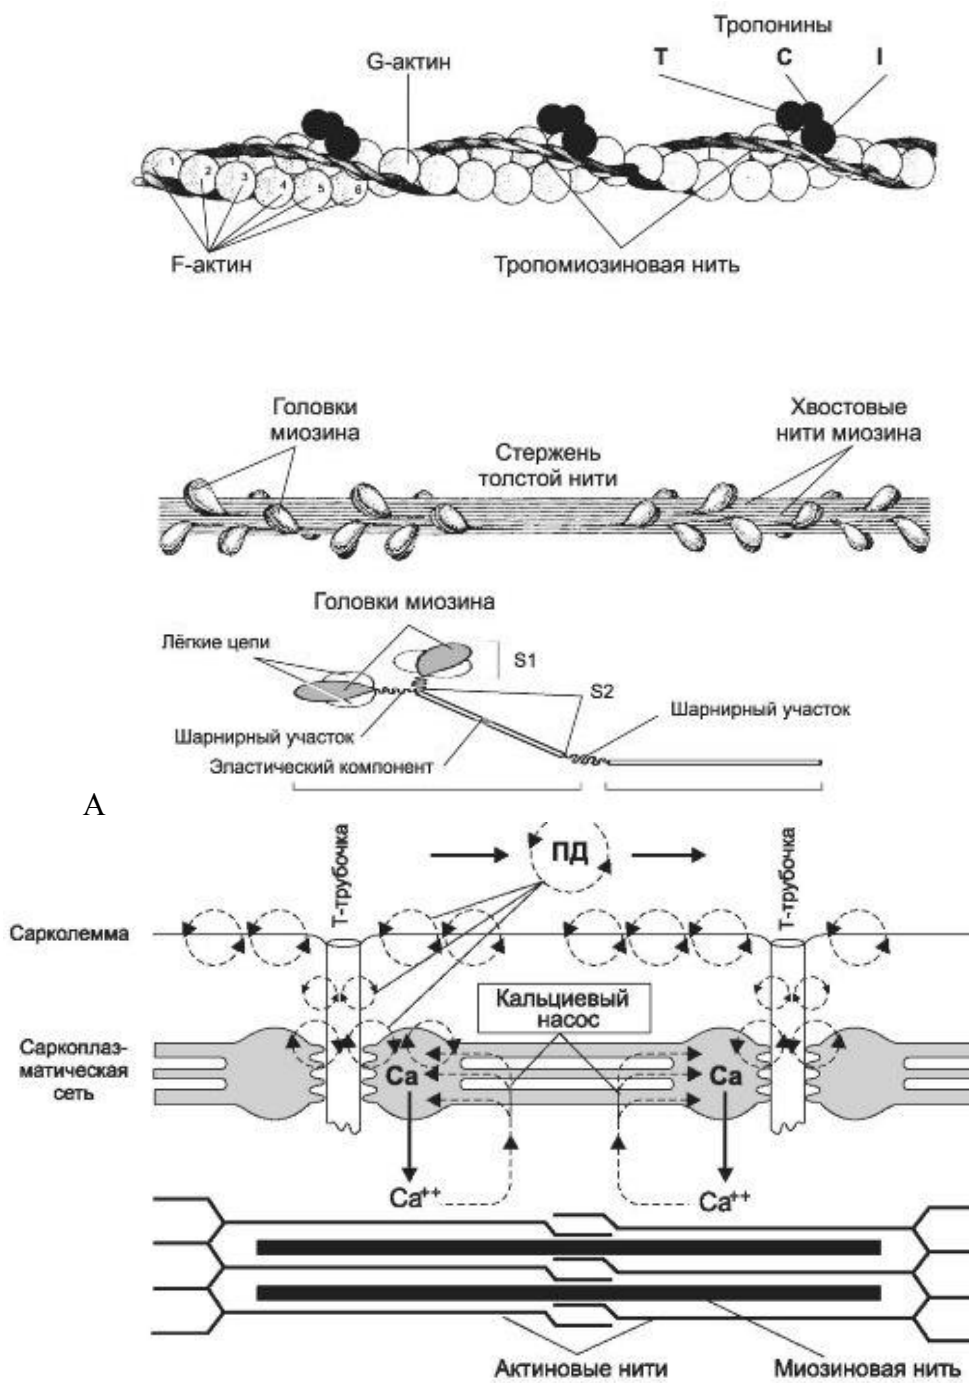 Тропонины
G-актин
T C I
1 2 3 4 5 6
F-актин
Тропомиозиновая нить
Головки
миозина
Хвостовые
нити миозина
Стержень
толстой нити
Головки миозина
Лёгкие цепи
S1
S2
Шарнирный участок
Шарнирный участок
Эластический компонент
А
Т-трубочка
ПД
Т-трубочка
Сарколемма
Кальциевый
насос
Саркоплаз-
матическая
сеть
Ca
Ca
Ca++
Ca++
Актиновые нити
Миозиновая нить